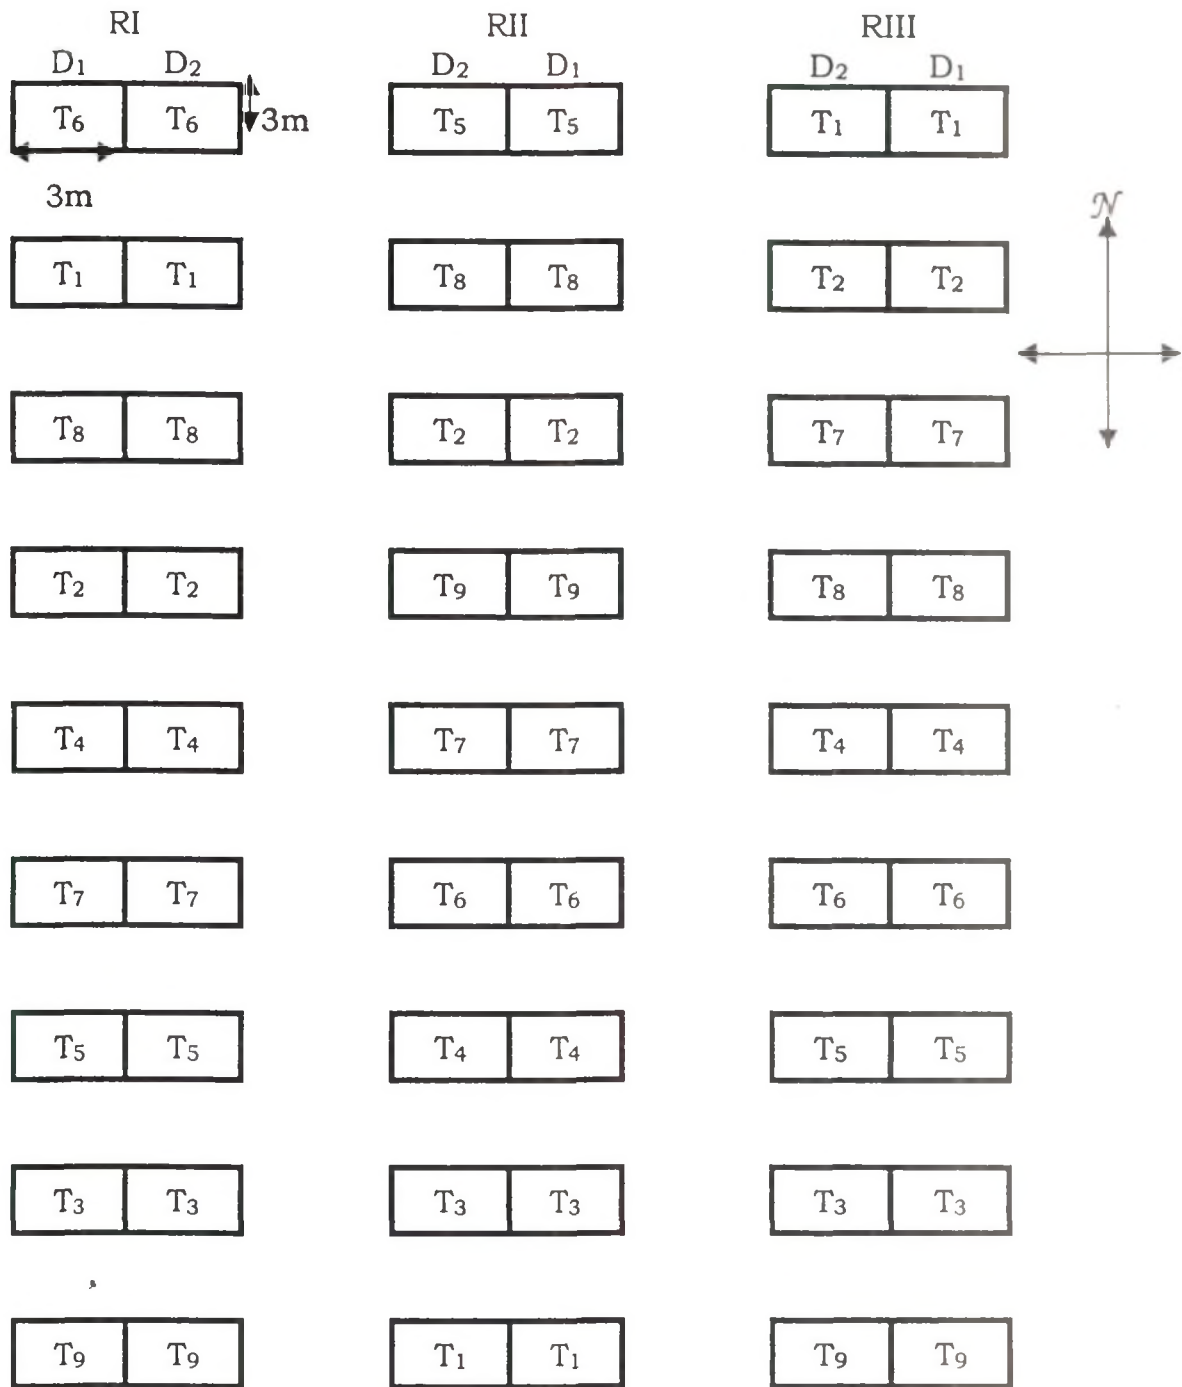 RI RII RIII
D₁ D₂ D₂ D₁ D₂ D₁
T₆ T₆ 3m T₅ T₅ T₁ T₁
3m
N
T₁ T₁ T₈ T₈ T₂ T₂
T₈ T₈ T₂ T₂ T₇ T₇
T₂ T₂ T₉ T₉ T₈ T₈
T₄ T₄ T₇ T₇ T₄ T₄
T₇ T₇ T₆ T₆ T₆ T₆
T₅ T₅ T₄ T₄ T₅ T₅
T₃ T₃ T₃ T₃ T₃ T₃
T₉ T₉ T₁ T₁ T₉ T₉